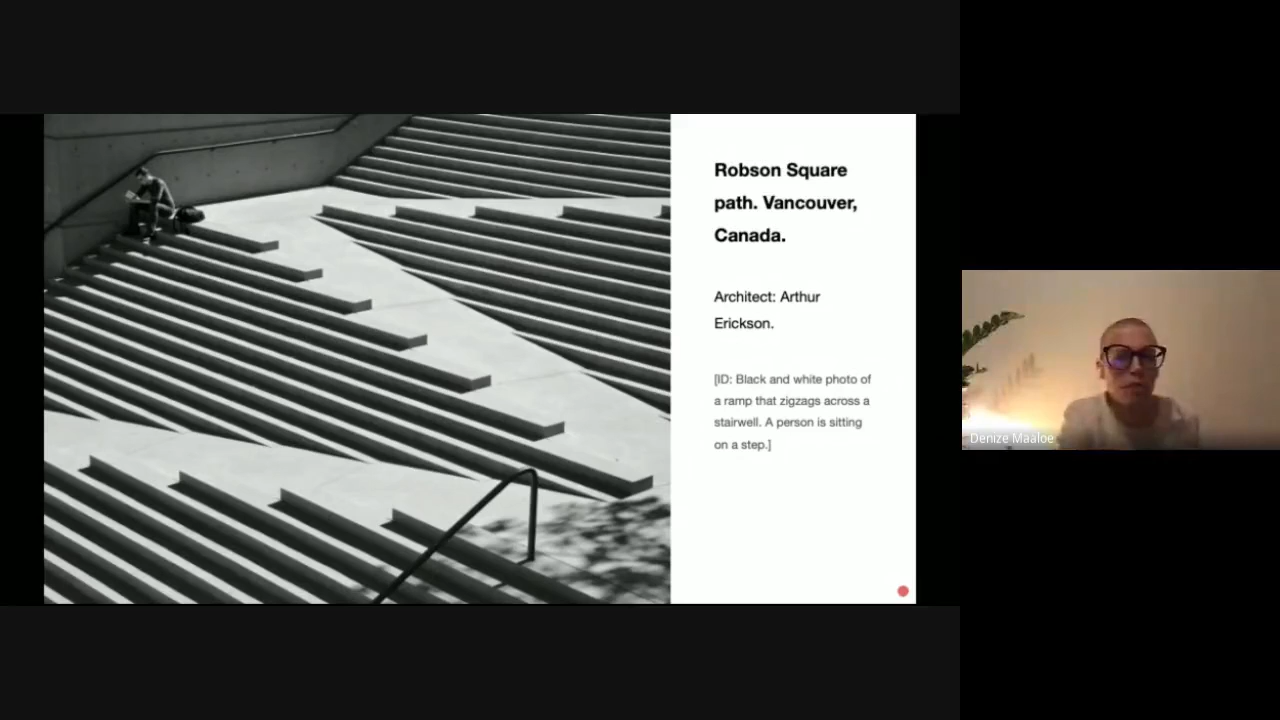 Robson Square
path. Vancouver,
Canada.
Architect: Arthur
Erickson.
[ID: Black and white photo of
a ramp that zigzags across a
stairwell. A person is sitting
on a step.]
Denize Maaloe